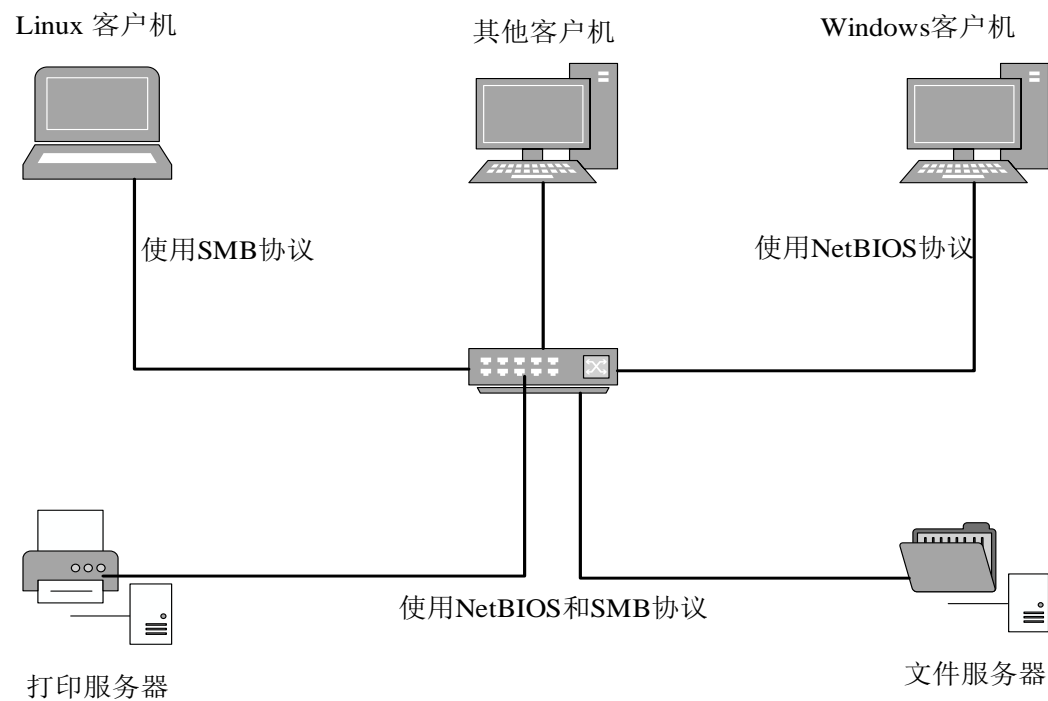 Linux 客户机
其他客户机
Windows客户机
使用SMB协议
使用NetBIOS协议
使用NetBIOS和SMB协议
打印服务器
文件服务器